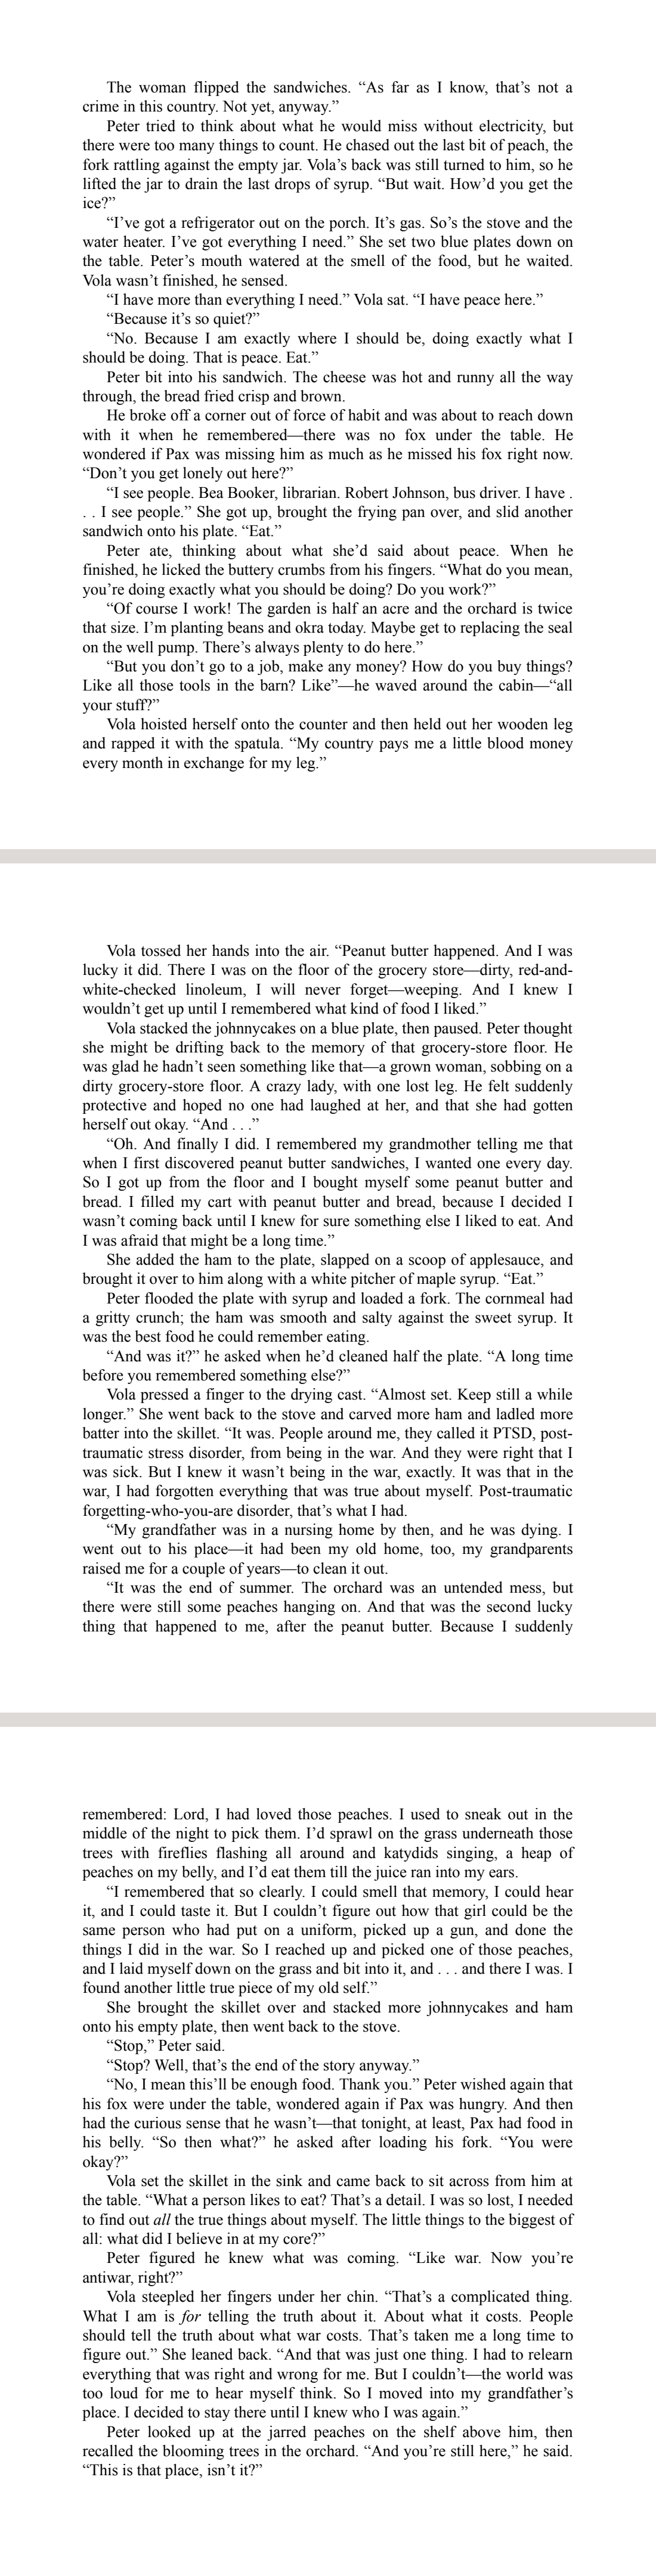 The woman flipped the sandwiches. “As far as I know, that’s not a
crime in this country. Not yet, anyway.”
Peter tried to think about what he would miss without electricity, but
there were too many things to count. He chased out the last bit of peach, the
fork rattling against the empty jar. Vola’s back was still turned to him, so he
lifted the jar to drain the last drops of syrup. “But wait. How’d you get the
ice?”
“I’ve got a refrigerator out on the porch. It’s gas. So’s the stove and the
water heater. I’ve got everything I need.” She set two blue plates down on
the table. Peter’s mouth watered at the smell of the food, but he waited.
Vola wasn’t finished, he sensed.
“I have more than everything I need.” Vola sat. “I have peace here.”
“Because it’s so quiet?”
“No. Because I am exactly where I should be, doing exactly what I
should be doing. That is peace. Eat.”
Peter bit into his sandwich. The cheese was hot and runny all the way
through, the bread fried crisp and brown.
He broke off a corner out of force of habit and was about to reach down
with it when he remembered—there was no fox under the table. He
wondered if Pax was missing him as much as he missed his fox right now.
“Don’t you get lonely out here?”
“I see people. Bea Booker, librarian. Robert Johnson, bus driver. I have .
. . I see people.” She got up, brought the frying pan over, and slid another
sandwich onto his plate. “Eat.”
Peter ate, thinking about what she’d said about peace. When he
finished, he licked the buttery crumbs from his fingers. “What do you mean,
you’re doing exactly what you should be doing? Do you work?”
“Of course I work! The garden is half an acre and the orchard is twice
that size. I’m planting beans and okra today. Maybe get to replacing the seal
on the well pump. There’s always plenty to do here.”
“But you don’t go to a job, make any money? How do you buy things?
Like all those tools in the barn? Like”—he waved around the cabin—“all
your stuff?”
Vola hoisted herself onto the counter and then held out her wooden leg
and rapped it with the spatula. “My country pays me a little blood money
every month in exchange for my leg.”
Vola tossed her hands into the air. “Peanut butter happened. And I was
lucky it did. There I was on the floor of the grocery store—dirty, red-and-
white-checked linoleum, I will never forget—weeping. And I knew I
wouldn’t get up until I remembered what kind of food I liked.”
Vola stacked the johnnycakes on a blue plate, then paused. Peter thought
she might be drifting back to the memory of that grocery-store floor. He
was glad he hadn’t seen something like that—a grown woman, sobbing on a
dirty grocery-store floor. A crazy lady, with one lost leg. He felt suddenly
protective and hoped no one had laughed at her, and that she had gotten
herself out okay. “And . . .”
“Oh. And finally I did. I remembered my grandmother telling me that
when I first discovered peanut butter sandwiches, I wanted one every day.
So I got up from the floor and I bought myself some peanut butter and
bread. I filled my cart with peanut butter and bread, because I decided I
wasn’t coming back until I knew for sure something else I liked to eat. And
I was afraid that might be a long time.”
She added the ham to the plate, slapped on a scoop of applesauce, and
brought it over to him along with a white pitcher of maple syrup. “Eat.”
Peter flooded the plate with syrup and loaded a fork. The cornmeal had
a gritty crunch; the ham was smooth and salty against the sweet syrup. It
was the best food he could remember eating.
“And was it?” he asked when he’d cleaned half the plate. “A long time
before you remembered something else?”
Vola pressed a finger to the drying cast. “Almost set. Keep still a while
longer.” She went back to the stove and carved more ham and ladled more
batter into the skillet. “It was. People around me, they called it PTSD, post-
traumatic stress disorder, from being in the war. And they were right that I
was sick. But I knew it wasn’t being in the war, exactly. It was that in the
war, I had forgotten everything that was true about myself. Post-traumatic
forgetting-who-you-are disorder, that’s what I had.
“My grandfather was in a nursing home by then, and he was dying. I
went out to his place—it had been my old home, too, my grandparents
raised me for a couple of years—to clean it out.
“It was the end of summer. The orchard was an untended mess, but
there were still some peaches hanging on. And that was the second lucky
thing that happened to me, after the peanut butter. Because I suddenly
remembered: Lord, I had loved those peaches. I used to sneak out in the
middle of the night to pick them. I’d sprawl on the grass underneath those
trees with fireflies flashing all around and katydids singing, a heap of
peaches on my belly, and I’d eat them till the juice ran into my ears.
“I remembered that so clearly. I could smell that memory, I could hear
it, and I could taste it. But I couldn’t figure out how that girl could be the
same person who had put on a uniform, picked up a gun, and done the
things I did in the war. So I reached up and picked one of those peaches,
and I laid myself down on the grass and bit into it, and . . . and there I was. I
found another little true piece of my old self.”
She brought the skillet over and stacked more johnnycakes and ham
onto his empty plate, then went back to the stove.
“Stop,” Peter said.
“Stop? Well, that’s the end of the story anyway.”
“No, I mean this’ll be enough food. Thank you.” Peter wished again that
his fox were under the table, wondered again if Pax was hungry. And then
had the curious sense that he wasn’t—that tonight, at least, Pax had food in
his belly. “So then what?” he asked after loading his fork. “You were
okay?”
Vola set the skillet in the sink and came back to sit across from him at
the table. “What a person likes to eat? That’s a detail. I was so lost, I needed
to find out all the true things about myself. The little things to the biggest of
all: what did I believe in at my core?”
Peter figured he knew what was coming. “Like war. Now you’re
antiwar, right?”
Vola steepled her fingers under her chin. “That’s a complicated thing.
What I am is for telling the truth about it. About what it costs. People
should tell the truth about what war costs. That’s taken me a long time to
figure out.” She leaned back. “And that was just one thing. I had to relearn
everything that was right and wrong for me. But I couldn’t—the world was
too loud for me to hear myself think. So I moved into my grandfather’s
place. I decided to stay there until I knew who I was again.”
Peter looked up at the jarred peaches on the shelf above him, then
recalled the blooming trees in the orchard. “And you’re still here,” he said.
“This is that place, isn’t it?”